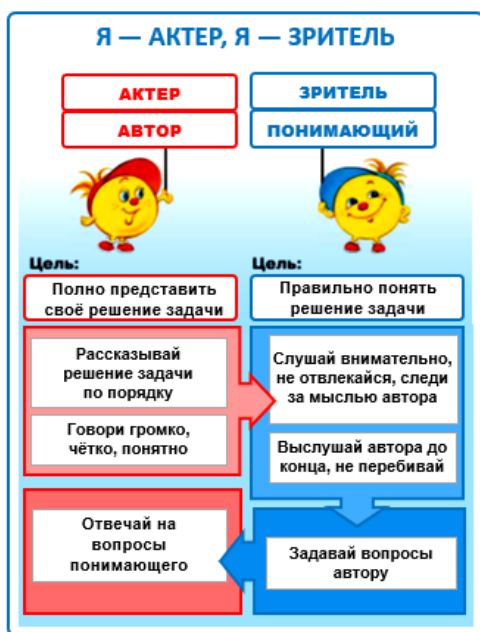 Я — АКТЕР, Я — ЗРИТЕЛЬ
АКТЕР
АВТОР
ЗРИТЕЛЬ
ПОНИМАЮЩИЙ
Цель:
Полно представить
своё решение задачи
Цель:
Правильно понять
решение задачи
Рассказывай
решение задачи
по порядку
Говори громко,
чётко, понятно
Слушай внимательно,
не отвлекайся, следи
за мыслью автора
Выслушай автора до
конца, не перебивай
Задавай вопросы
автору
Отвечай на
вопросы
понимающего